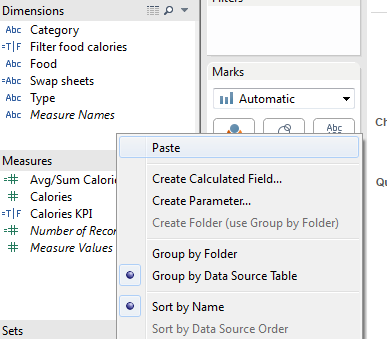 Dimensions
Abc Category
=T|F Filter food calories
Abc Food
=Abc Swap sheets
Abc Type
Abc Measure Names
Measures
=# Avg/Sum Calorie
# Calories
=T|F Calories KPI
=# Number of Recor
# Measure Values
Sets
Filters
Marks
Automatic
Abc
Paste
Create Calculated Field...
Create Parameter...
Create Folder (use Group by Folder)
Group by Folder
Group by Data Source Table
Sort by Name
Sort by Data Source Order
Ch
Qu